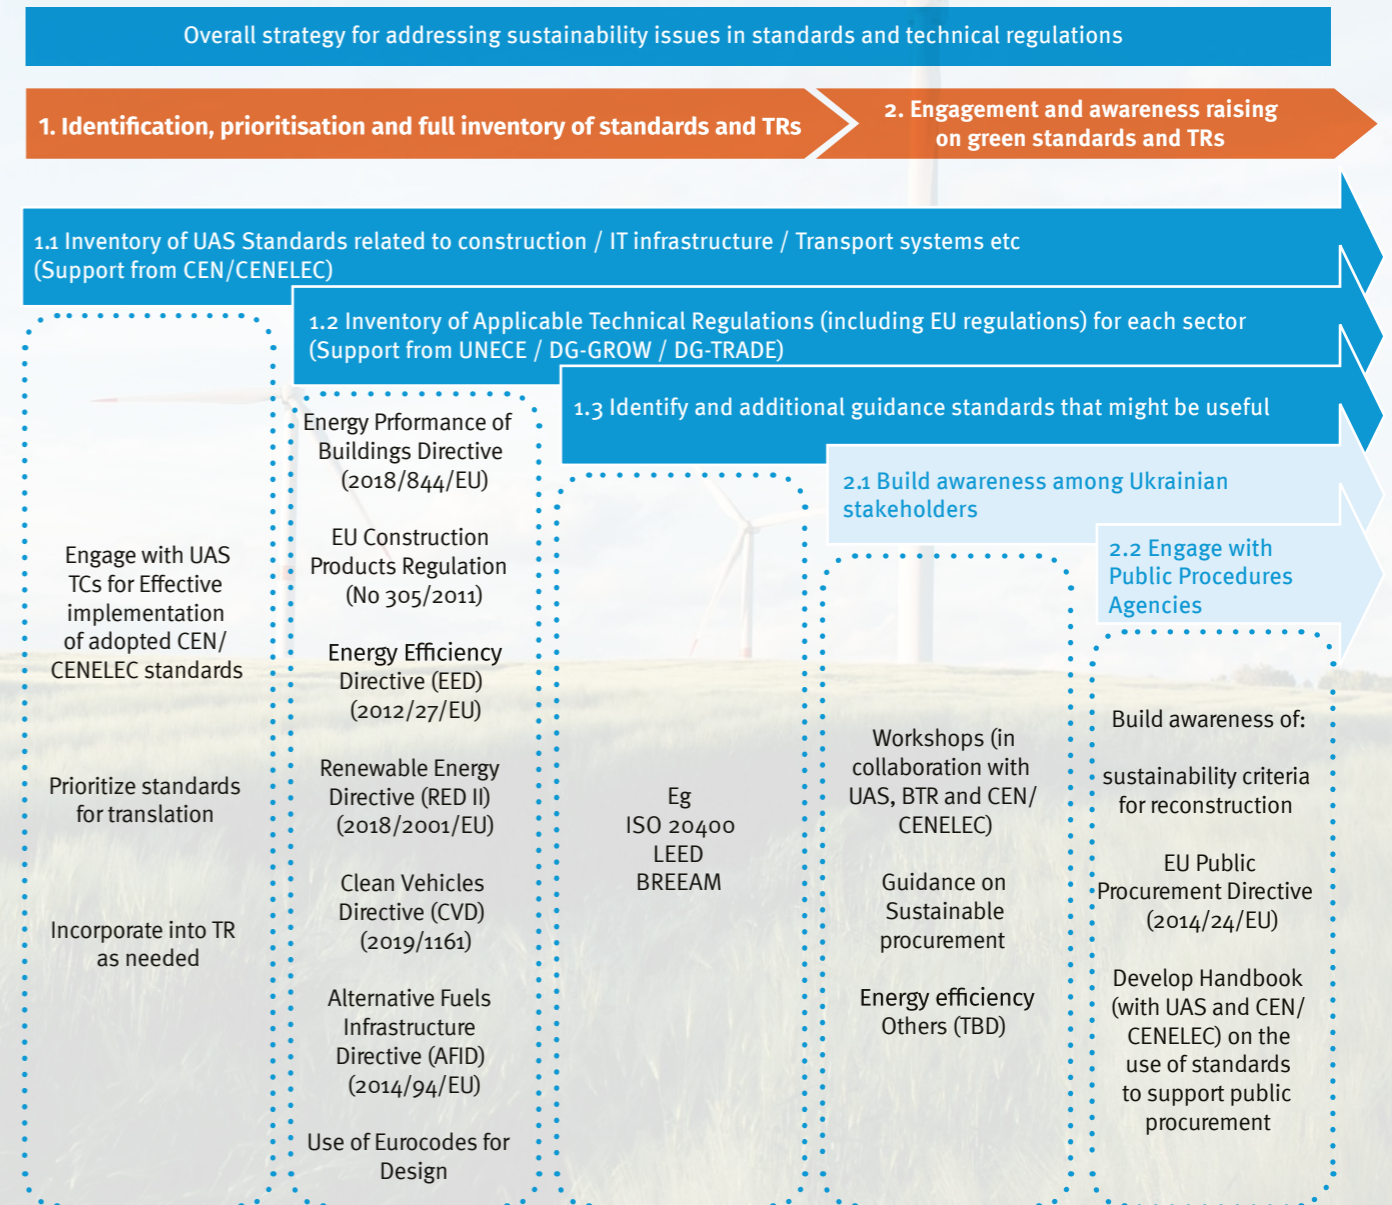 Overall strategy for addressing sustainability issues in standards and technical regulations
1. Identification, prioritisation and full inventory of standards and TRs
2. Engagement and awareness raising
on green standards and TRs
1.1 Inventory of UAS Standards related to construction / IT infrastructure / Transport systems etc
(Support from CEN/CENELEC)
1.2 Inventory of Applicable Technical Regulations (including EU regulations) for each sector
(Support from UNECE / DG-GROW / DG-TRADE)
1.3 Identify and additional guidance standards that might be useful
2.1 Build awareness among Ukrainian
stakeholders
2.2 Engage with
Public Procedures
Agencies
Engage with UAS
TCs for Effective
implementation
of adopted CEN/
CENELEC standards
Prioritize standards
for translation
Incorporate into TR
as needed
Energy Prformance of
Buildings Directive
(2018/844/EU)
EU Construction
Products Regulation
(No 305/2011)
Energy Efficiency
Directive (EED)
(2012/27/EU)
Renewable Energy
Directive (RED II)
(2018/2001/EU)
Clean Vehicles
Directive (CVD)
(2019/1161)
Alternative Fuels
Infrastructure
Directive (AFID)
(2014/94/EU)
Use of Eurocodes for
Design
Eg
ISO 20400
LEED
BREEAM
Workshops (in
collaboration with
UAS, BTR and CEN/
CENELEC)
Guidance on
Sustainable
procurement
Energy efficiency
Others (TBD)
Build awareness of:
sustainability criteria
for reconstruction
EU Public
Procurement Directive
(2014/24/EU)
Develop Handbook
(with UAS and CEN/
CENELEC) on the
use of standards
to support public
procurement